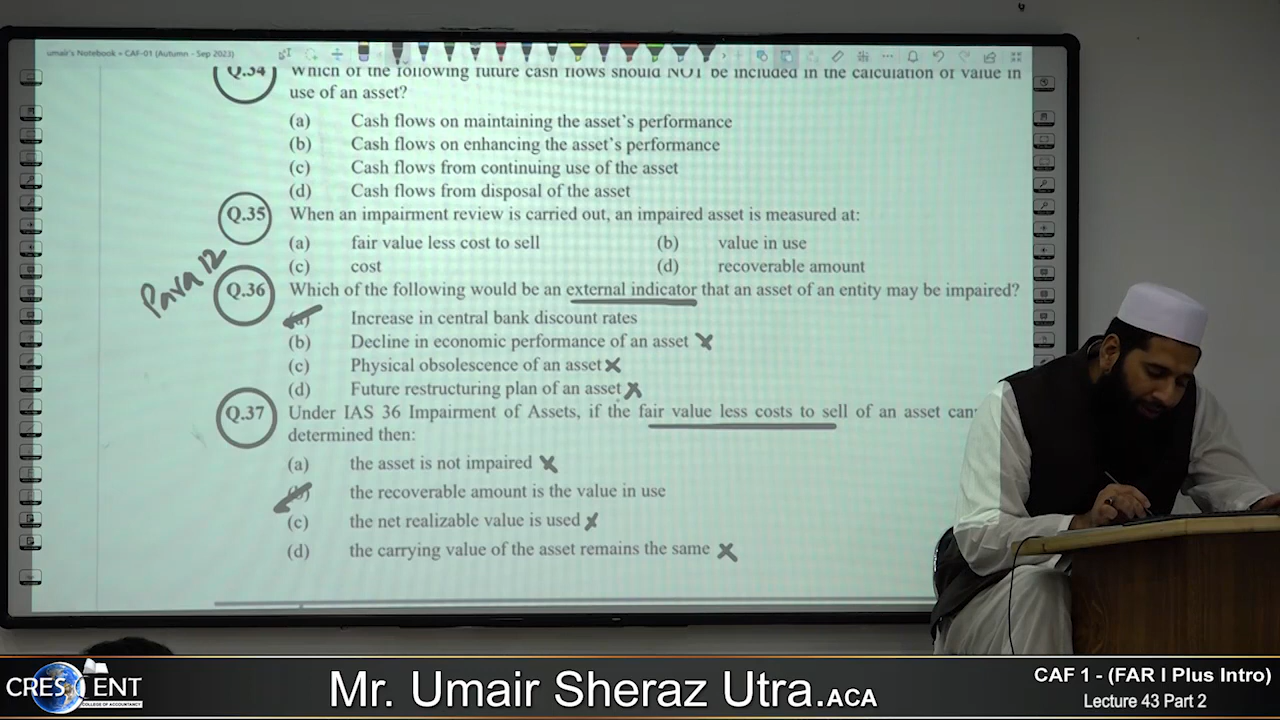 umair's Notebook » CAF-01 (Autumn - Sep 2023)
Q.34 Which of the following future cash flows should NOT be included in the calculation of value in
use of an asset?
(a) Cash flows on maintaining the asset's performance
(b) Cash flows on enhancing the asset's performance
(c) Cash flows from continuing use of the asset
(d) Cash flows from disposal of the asset
Q.35 When an impairment review is carried out, an impaired asset is measured at:
(a) fair value less cost to sell (b) value in use
(c) cost (d) recoverable amount
Para 12
Q.36 Which of the following would be an external indicator that an asset of an entity may be impaired?
(a) Increase in central bank discount rates
(b) Decline in economic performance of an asset
(c) Physical obsolescence of an asset
(d) Future restructuring plan of an asset
Q.37 Under IAS 36 Impairment of Assets, if the fair value less costs to sell of an asset can
determined then:
(a) the asset is not impaired
(b) the recoverable amount is the value in use
(c) the net realizable value is used
(d) the carrying value of the asset remains the same
CRESCENT
COLLEGE OF ACCOUNTANCY
Mr. Umair Sheraz Utra.ACA
CAF 1 - (FAR I Plus Intro)
Lecture 43 Part 2